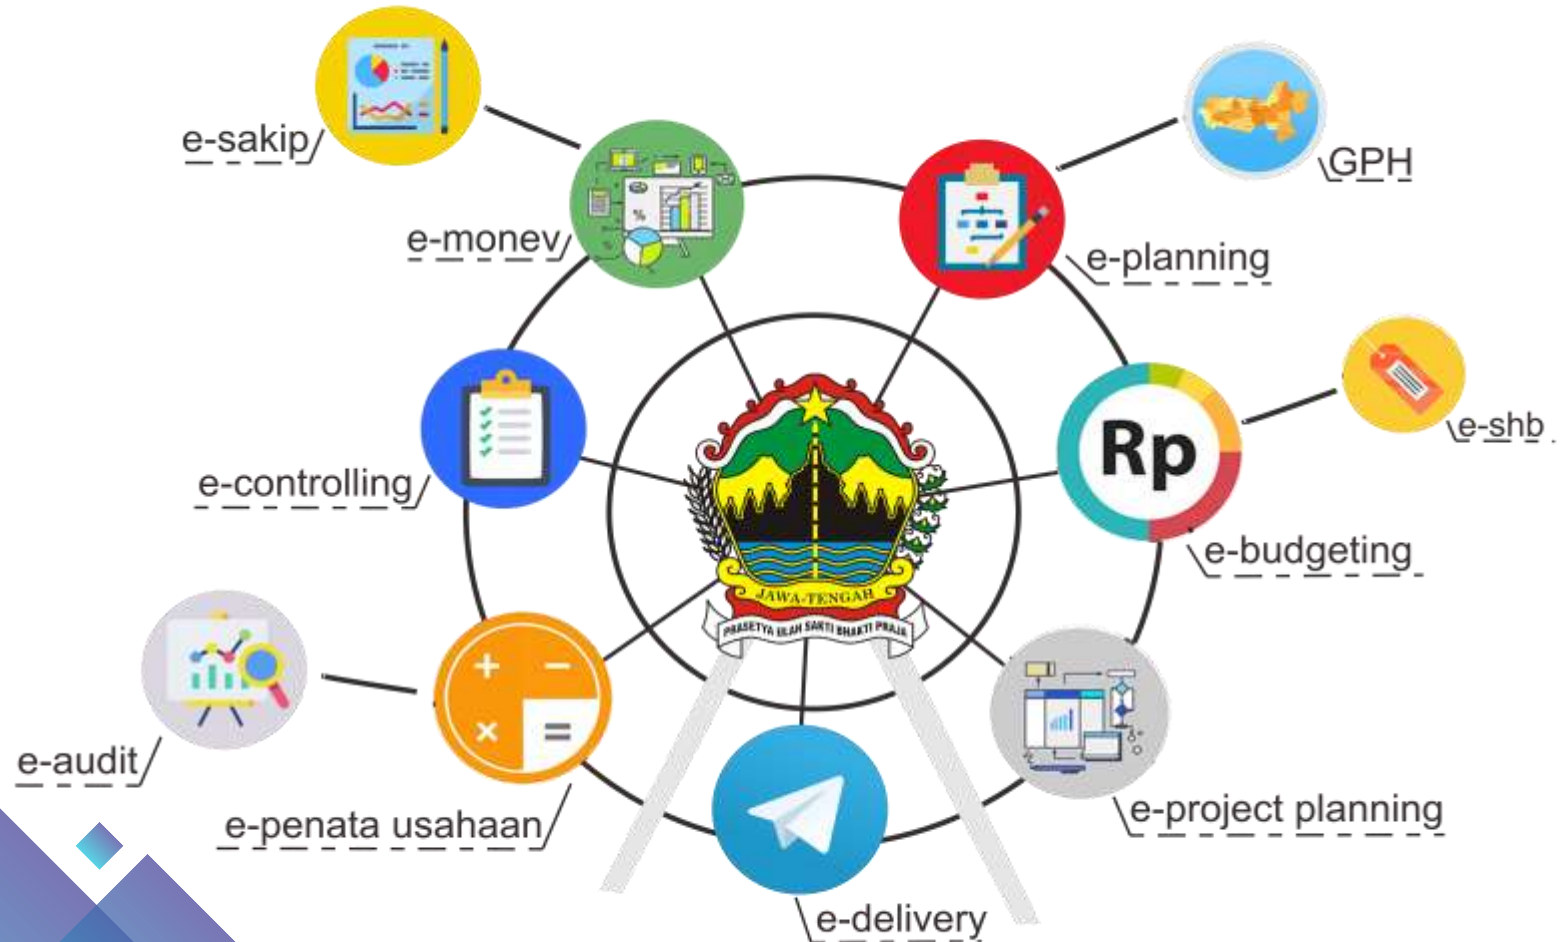 e-sakip
GPH
e-monev
e-planning
e-shb
Rp
e-controlling
e-budgeting
JAWA-TENGAH
PRASETYA ULAH SAKTI BHAKTI PRAJA
e-audit
e-penata usahaan
e-project planning
e-delivery